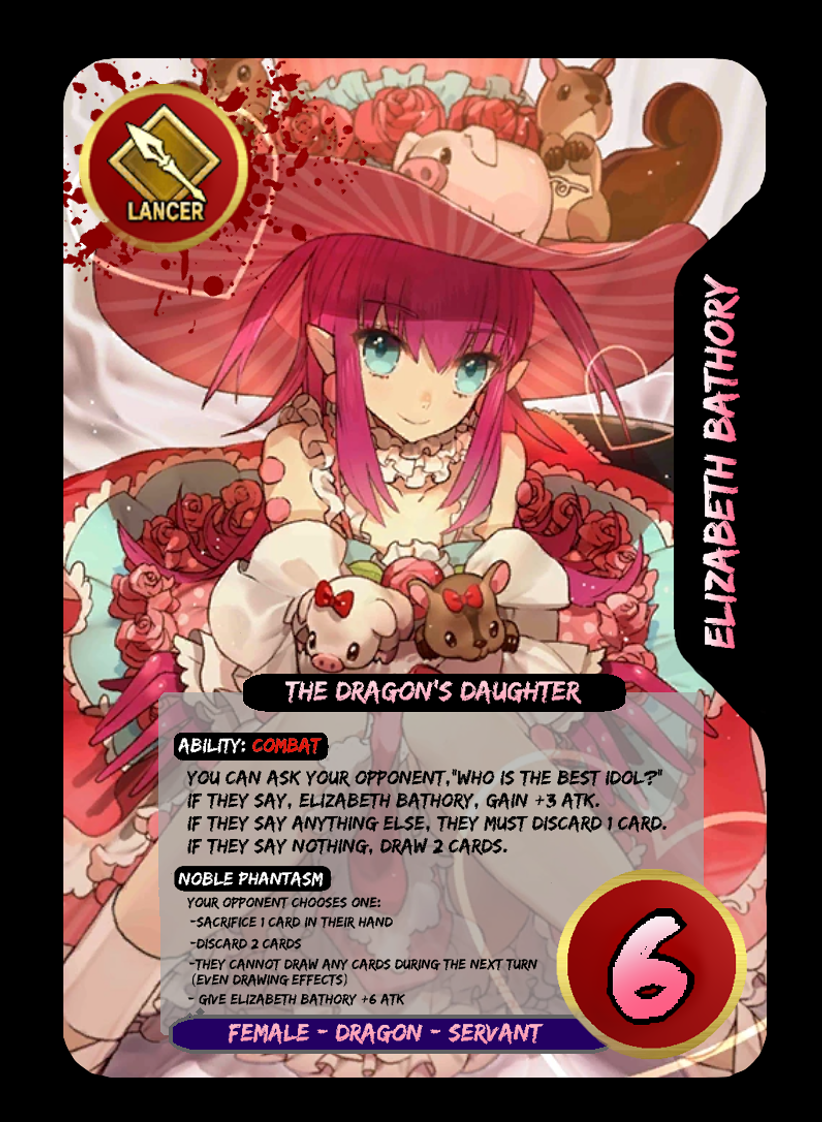 LANCER
ELIZABETH BATHORY
THE DRAGON'S DAUGHTER
ABILITY: COMBAT
YOU CAN ASK YOUR OPPONENT,"WHO IS THE BEST IDOL?"
IF THEY SAY, ELIZABETH BATHORY, GAIN +3 ATK.
IF THEY SAY ANYTHING ELSE, THEY MUST DISCARD 1 CARD.
IF THEY SAY NOTHING, DRAW 2 CARDS.
NOBLE PHANTASM
YOUR OPPONENT CHOOSES ONE:
-SACRIFICE 1 CARD IN THEIR HAND
-DISCARD 2 CARDS
-THEY CANNOT DRAW ANY CARDS DURING THE NEXT TURN
(EVEN DRAWING EFFECTS)
- GIVE ELIZABETH BATHORY +6 ATK
6
FEMALE - DRAGON - SERVANT